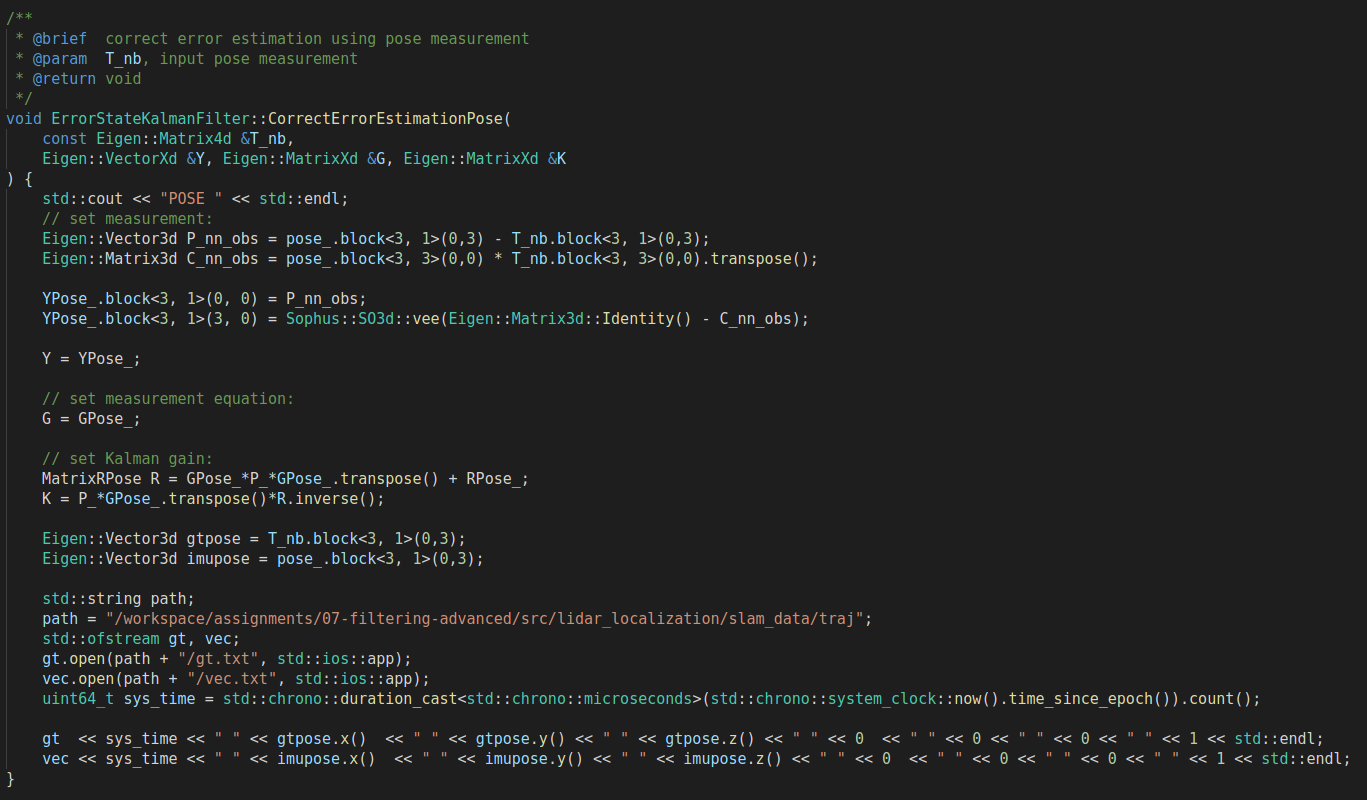 /**
 * @brief  correct error estimation using pose measurement
 * @param  T_nb, input pose measurement
 * @return void
 */
void ErrorStateKalmanFilter::CorrectErrorEstimationPose(
    const Eigen::Matrix4d &T_nb,
    Eigen::VectorXd &Y, Eigen::MatrixXd &G, Eigen::MatrixXd &K
) {
    std::cout << "POSE " << std::endl;
    // set measurement:
    Eigen::Vector3d P_nn_obs = pose_.block<3, 1>(0,3) - T_nb.block<3, 1>(0,3);
    Eigen::Matrix3d C_nn_obs = pose_.block<3, 3>(0,0) * T_nb.block<3, 3>(0,0).transpose();

    YPose_.block<3, 1>(0, 0) = P_nn_obs;
    YPose_.block<3, 1>(3, 0) = Sophus::SO3d::vee(Eigen::Matrix3d::Identity() - C_nn_obs);

    Y = YPose_;

    // set measurement equation:
    G = GPose_;

    // set Kalman gain:
    MatrixRPose R = GPose_*P_*GPose_.transpose() + RPose_;
    K = P_*GPose_.transpose()*R.inverse();

    Eigen::Vector3d gtpose = T_nb.block<3, 1>(0,3);
    Eigen::Vector3d imupose = pose_.block<3, 1>(0,3);

    std::string path;
    path = "/workspace/assignments/07-filtering-advanced/src/lidar_localization/slam_data/traj";
    std::ofstream gt, vec;
    gt.open(path + "/gt.txt", std::ios::app);
    vec.open(path + "/vec.txt", std::ios::app);
    uint64_t sys_time = std::chrono::duration_cast<std::chrono::microseconds>(std::chrono::system_clock::now().time_since_epoch()).count();

    gt  << sys_time << " " << gtpose.x()  << " " << gtpose.y() << " " << gtpose.z() << " " << 0  << " " << 0 << " " << 0 << " " << 1 << std::endl;
    vec << sys_time << " " << imupose.x()  << " " << imupose.y() << " " << imupose.z() << " " << 0  << " " << 0 << " " << 0 << " " << 1 << std::endl;
}